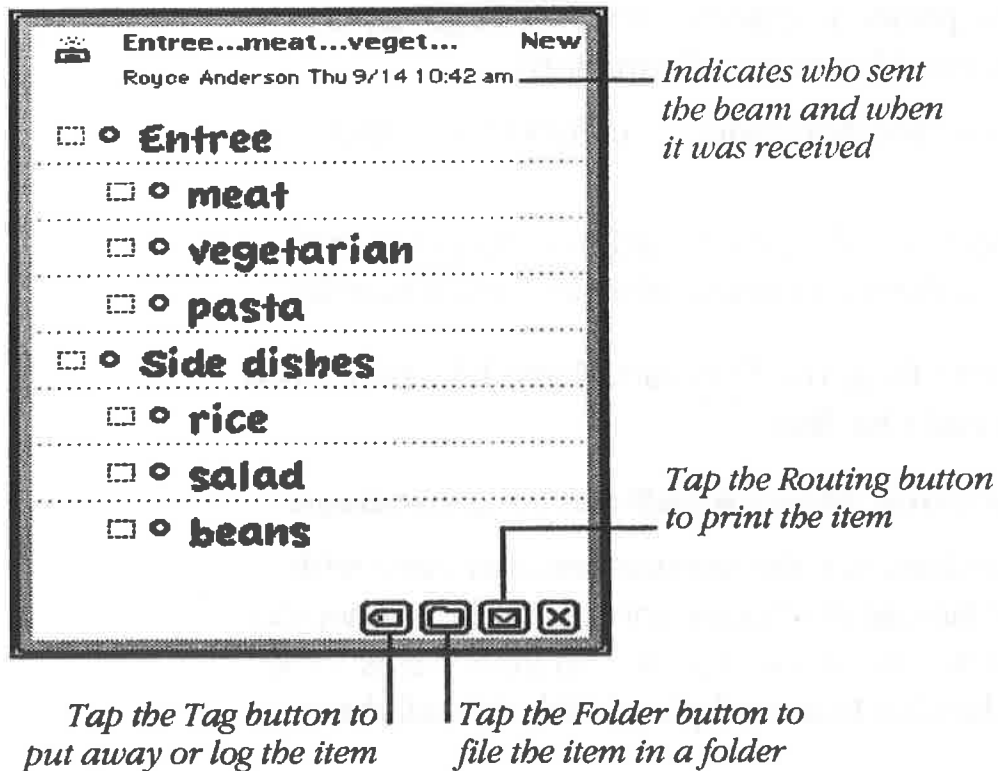 Entree...meat...veget... New
Royce Anderson Thu 9/14 10:42 am
Indicates who sent
the beam and when
it was received
Entree
meat
vegetarian
pasta
Side dishes
rice
salad
beans
Tap the Routing button
to print the item
Tap the Tag button to
put away or log the item
Tap the Folder button to
file the item in a folder